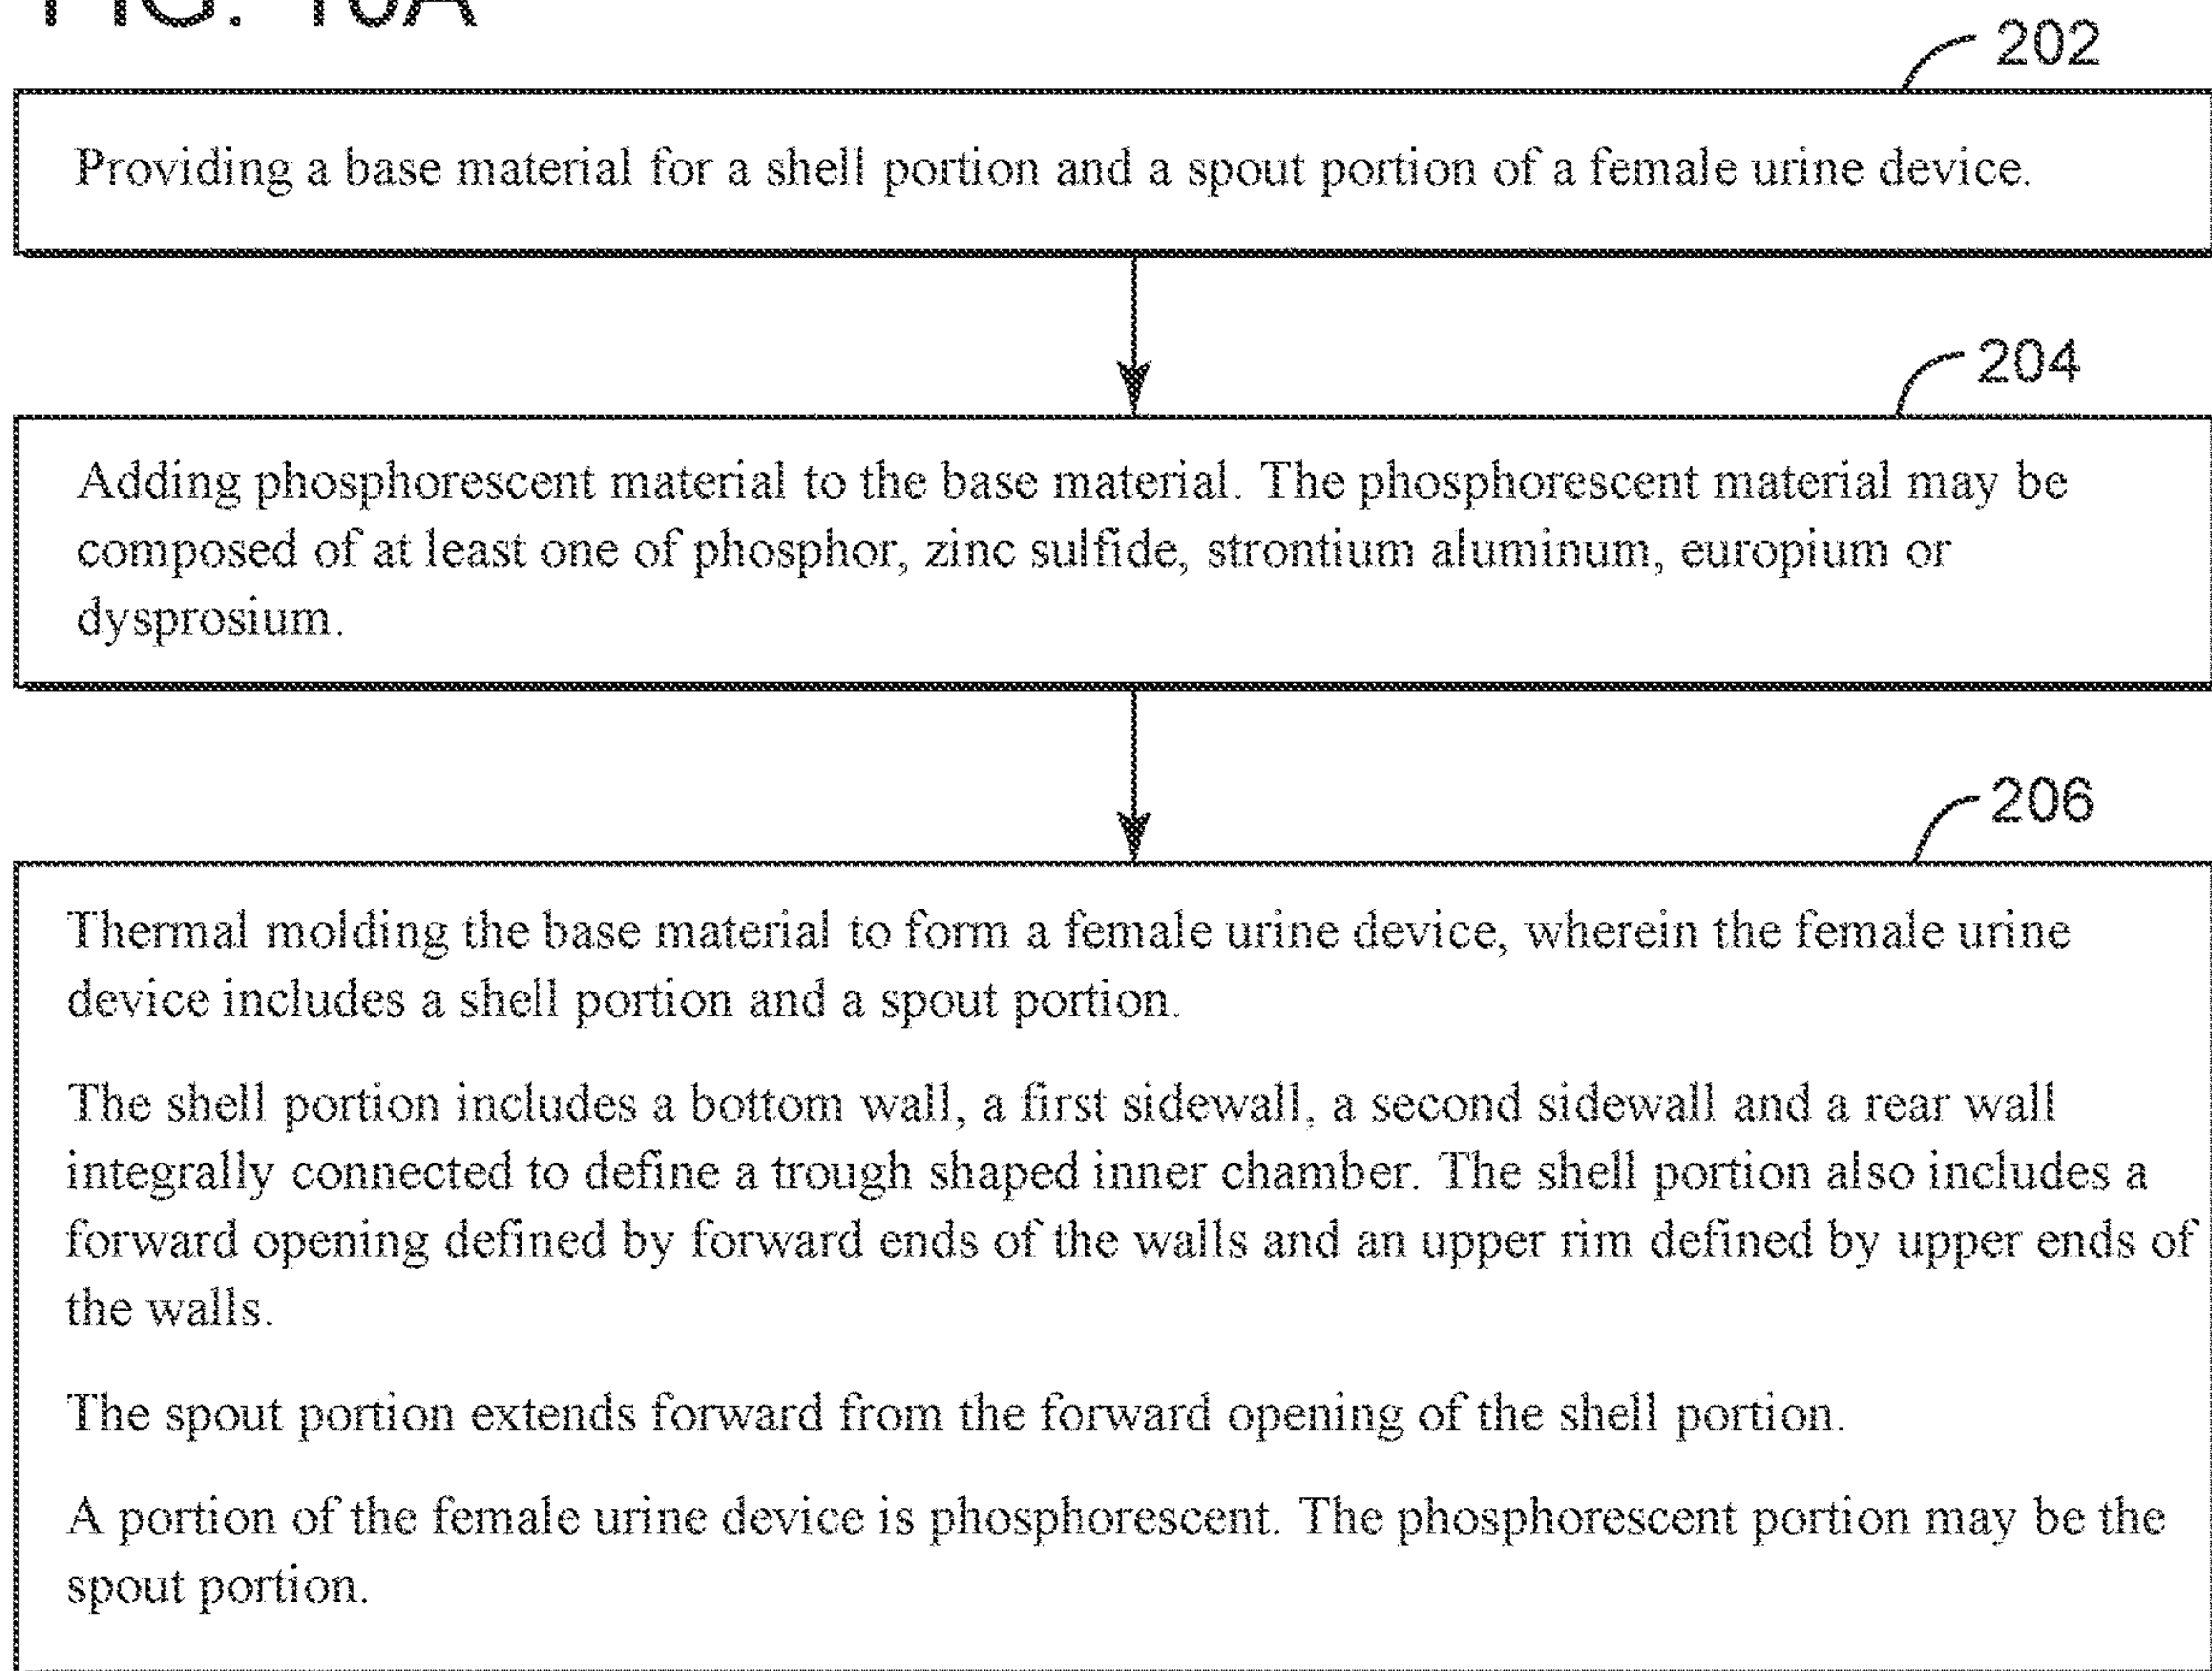 FIG. 10A
202
Providing a base material for a shell portion and a spout portion of a female urine device.
204
Adding phosphorescent material to the base material. The phosphorescent material may be
composed of at least one of phosphor, zinc sulfide, strontium aluminum, europium or
dysprosium.
206
Thermal molding the base material to form a female urine device, wherein the female urine
device includes a shell portion and a spout portion.
The shell portion includes a bottom wall, a first sidewall, a second sidewall and a rear wall
integrally connected to define a trough shaped inner chamber. The shell portion also includes a
forward opening defined by forward ends of the walls and an upper rim defined by upper ends of
the walls.
The spout portion extends forward from the forward opening of the shell portion.
A portion of the female urine device is phosphorescent. The phosphorescent portion may be the
spout portion.